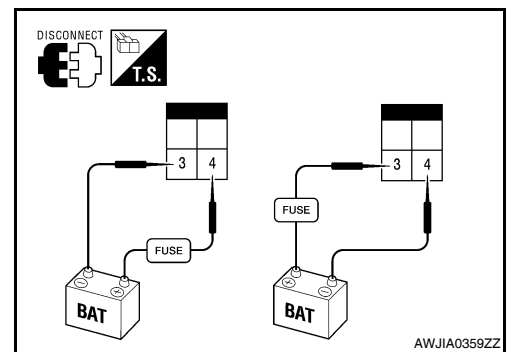 DISCONNECT
T.S.
3 4
3 4
FUSE
FUSE
BAT
BAT
AWJIA0359ZZ